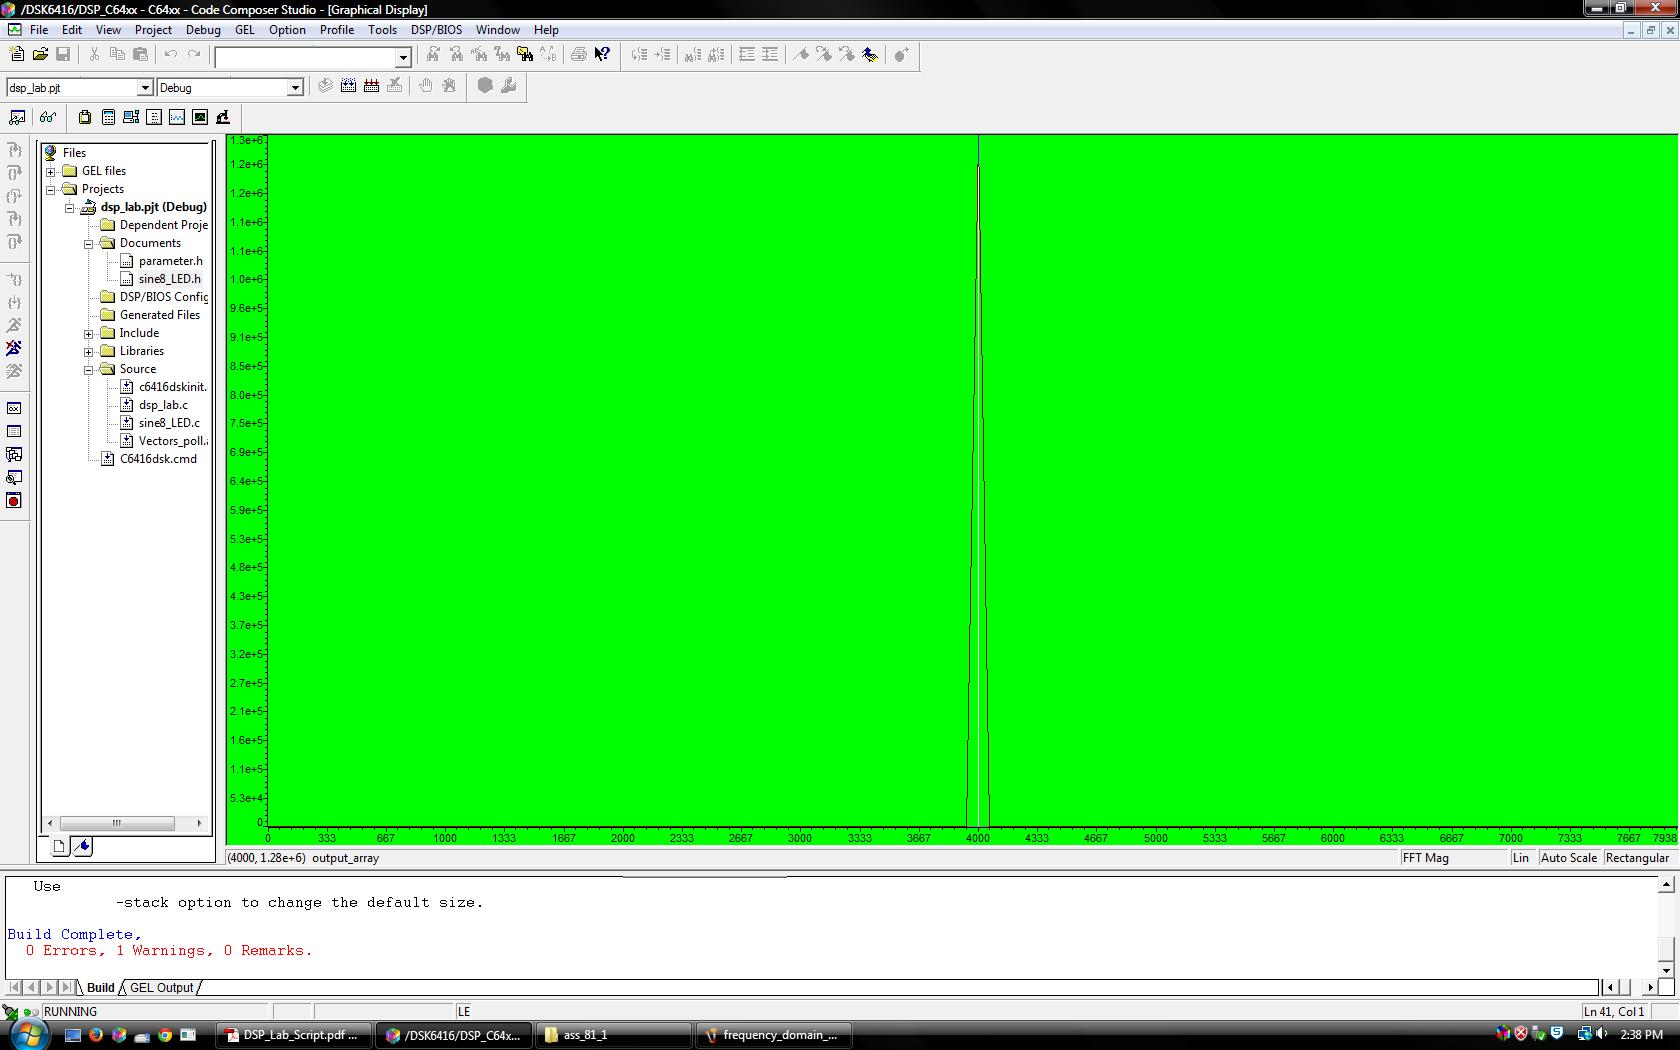 /DSK6416/DSP_C64xx - C64xx - Code Composer Studio - [Graphical Display]
File Edit View Project Debug GEL Option Profile Tools DSP/BIOS Window Help
dsp_lab.pjt Debug
Files
GEL files
Projects
dsp_lab.pjt (Debug)
Dependent Proje
Documents
parameter.h
sine8_LED.h
DSP/BIOS Config
Generated Files
Include
Libraries
Source
c6416dskinit.
dsp_lab.c
sine8_LED.c
Vectors_poll.a
C6416dsk.cmd
1.3e+6
1.2e+6
1.2e+6
1.1e+6
1.1e+6
1.0e+6
9.6e+5
9.1e+5
8.5e+5
8.0e+5
7.5e+5
6.9e+5
6.4e+5
5.9e+5
5.3e+5
4.8e+5
4.3e+5
3.7e+5
3.2e+5
2.7e+5
2.1e+5
1.6e+5
1.1e+5
5.3e+4
0
0 333 667 1000 1333 1667 2000 2333 2667 3000 3333 3667 4000 4333 4667 5000 5333 5667 6000 6333 6667 7000 7333 7667 7938
(4000, 1.28e+6) output_array FFT Mag Lin Auto Scale Rectangular
Use
-stack option to change the default size.
Build Complete,
0 Errors, 1 Warnings, 0 Remarks.
Build GEL Output
RUNNING LE Ln 41, Col 1
DSP_Lab_Script.pdf ... /DSK6416/DSP_C64x... ass_81_1 frequency_domain_... 2:38 PM